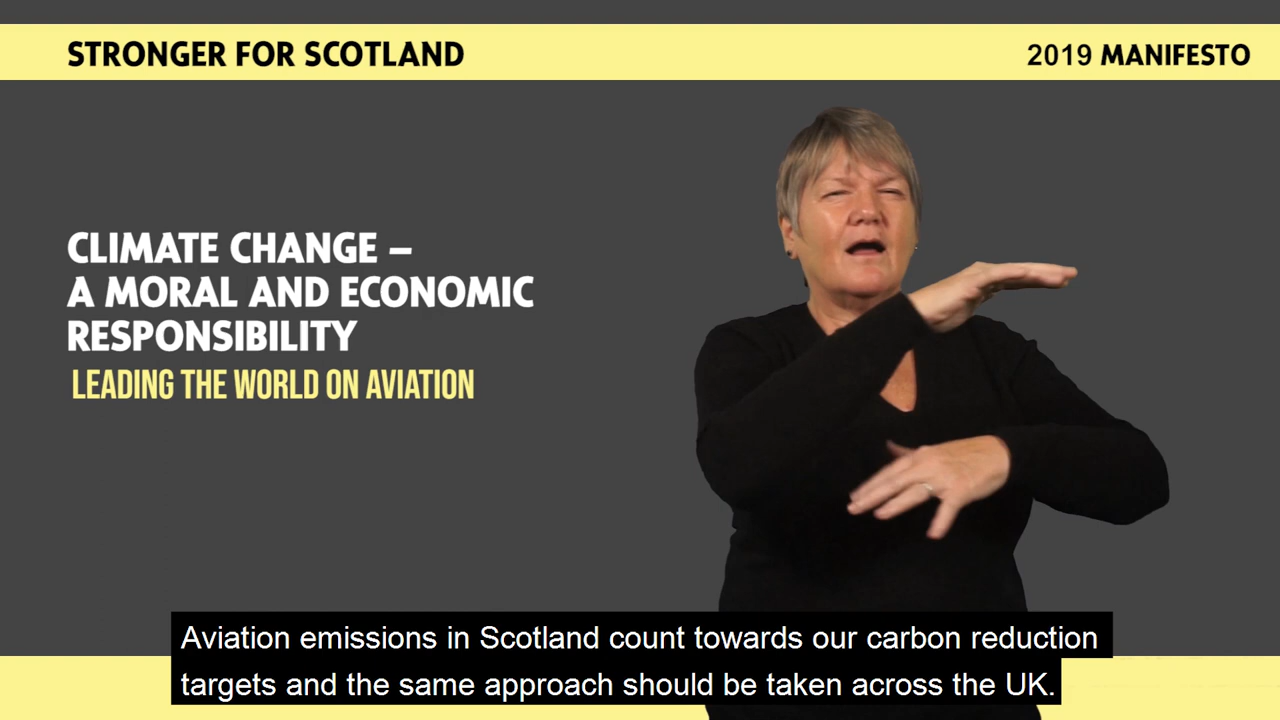 STRONGER FOR SCOTLAND
2019 MANIFESTO
CLIMATE CHANGE –
A MORAL AND ECONOMIC
RESPONSIBILITY
LEADING THE WORLD ON AVIATION
Aviation emissions in Scotland count towards our carbon reduction
targets and the same approach should be taken across the UK.